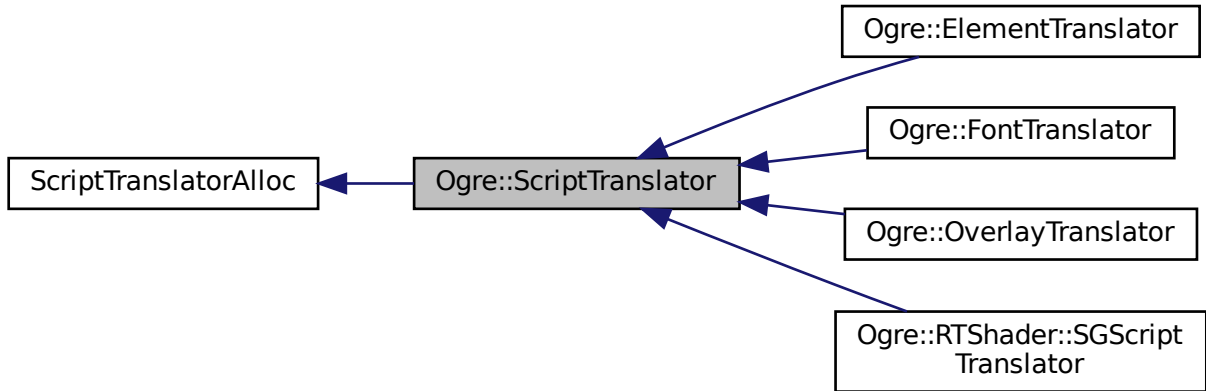 Ogre::ElementTranslator
Ogre::FontTranslator
ScriptTranslatorAlloc
Ogre::ScriptTranslator
Ogre::OverlayTranslator
Ogre::RTShader::SGScript
Translator